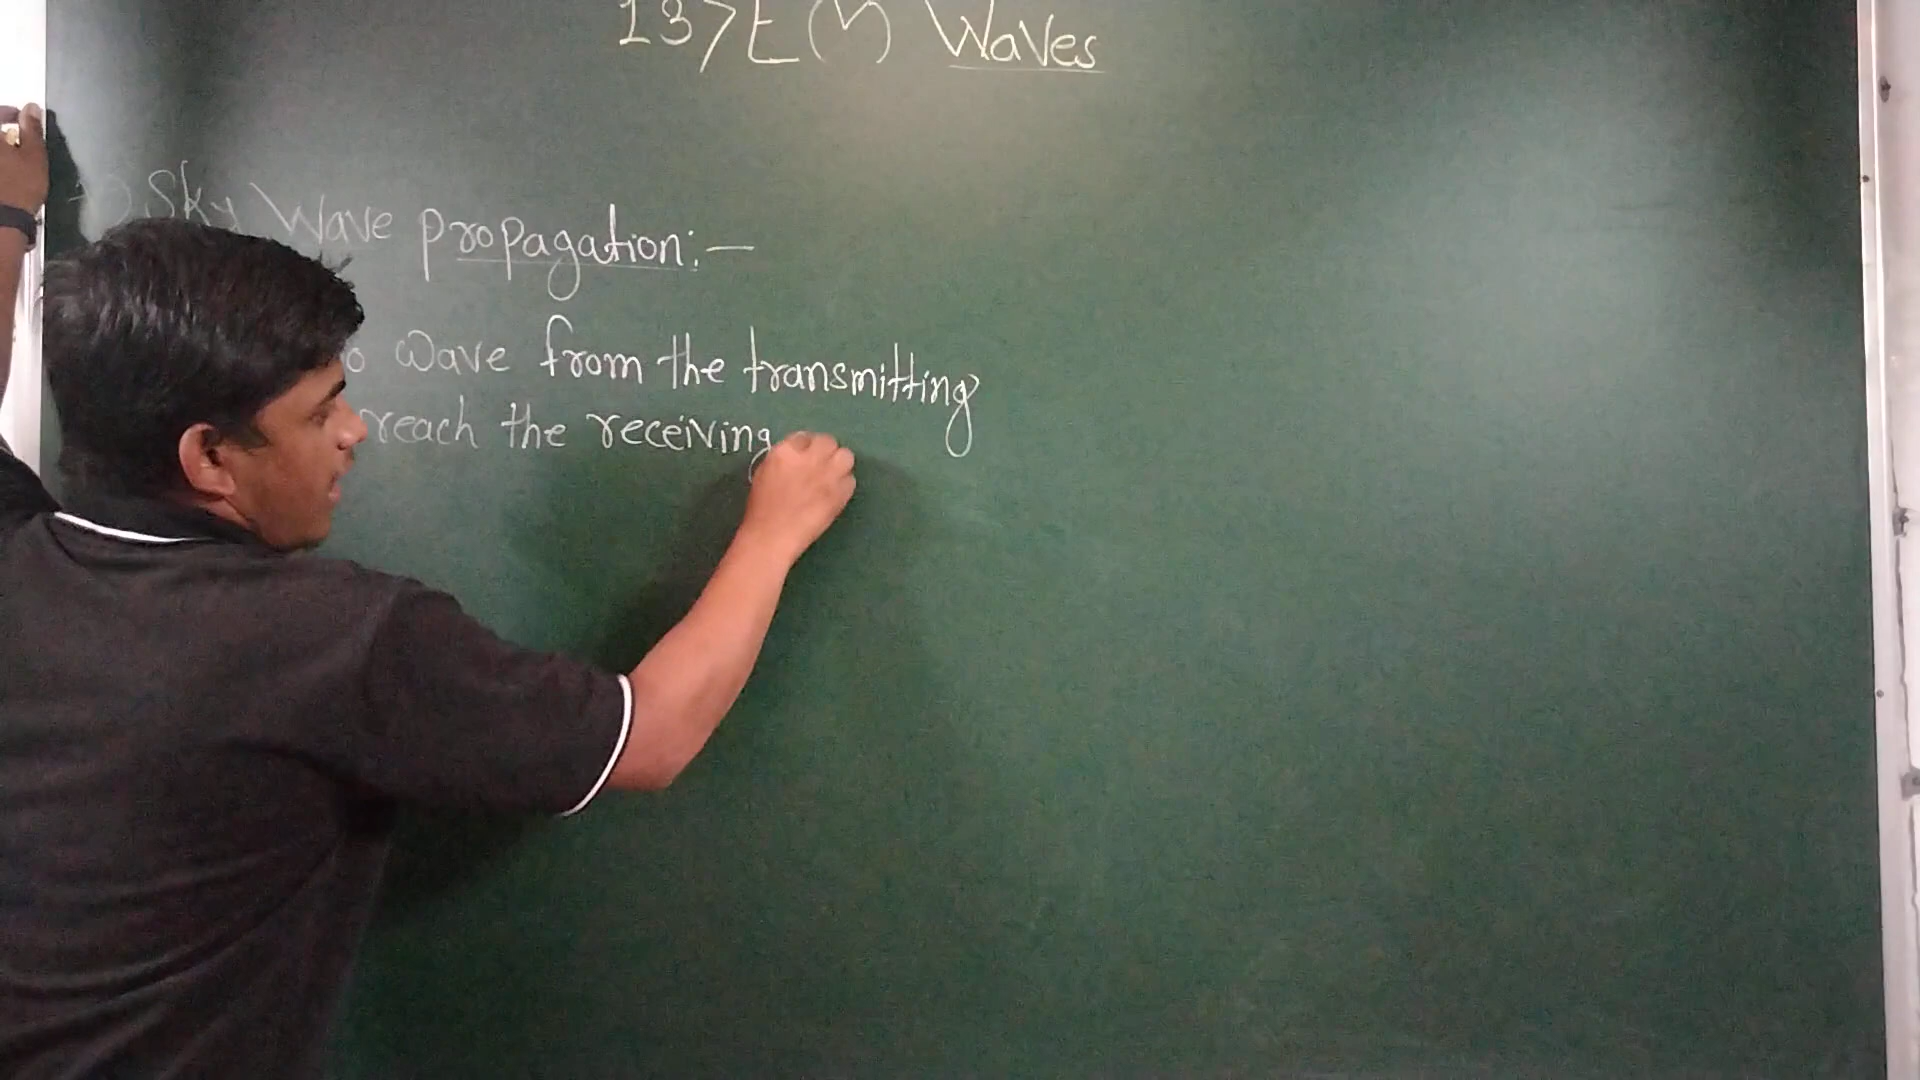 13> E M Waves
→ Sky Wave propagation:-
wave from the transmitting
reach the receiving